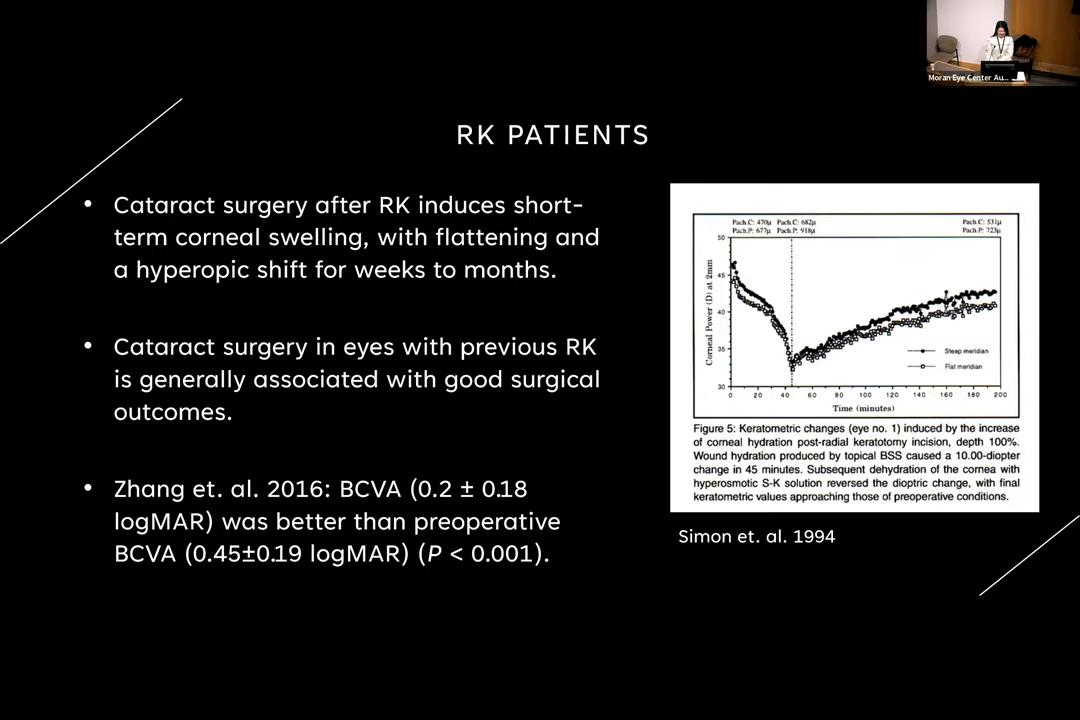 Moran Eye Center Au...
RK PATIENTS
• Cataract surgery after RK induces short-
term corneal swelling, with flattening and
a hyperopic shift for weeks to months.
• Cataract surgery in eyes with previous RK
is generally associated with good surgical
outcomes.
• Zhang et. al. 2016: BCVA (0.2 ± 0.18
logMAR) was better than preoperative
BCVA (0.45±0.19 logMAR) (P < 0.001).
Pach.C: 470µ Pach.C: 682µ Pach.C: 531µ
Pach.P: 677µ Pach.P: 918µ Pach.P: 723µ
Corneal Power (D) at 2mm
50
45
40
35
30
Steep meridian
Flat meridian
0 20 40 60 80 100 120 140 160 180 200
Time (minutes)
Figure 5: Keratometric changes (eye no. 1) induced by the increase
of corneal hydration post-radial keratotomy incision, depth 100%.
Wound hydration produced by topical BSS caused a 10.00-diopter
change in 45 minutes. Subsequent dehydration of the cornea with
hyperosmotic S-K solution reversed the dioptric change, with final
keratometric values approaching those of preoperative conditions.
Simon et. al. 1994